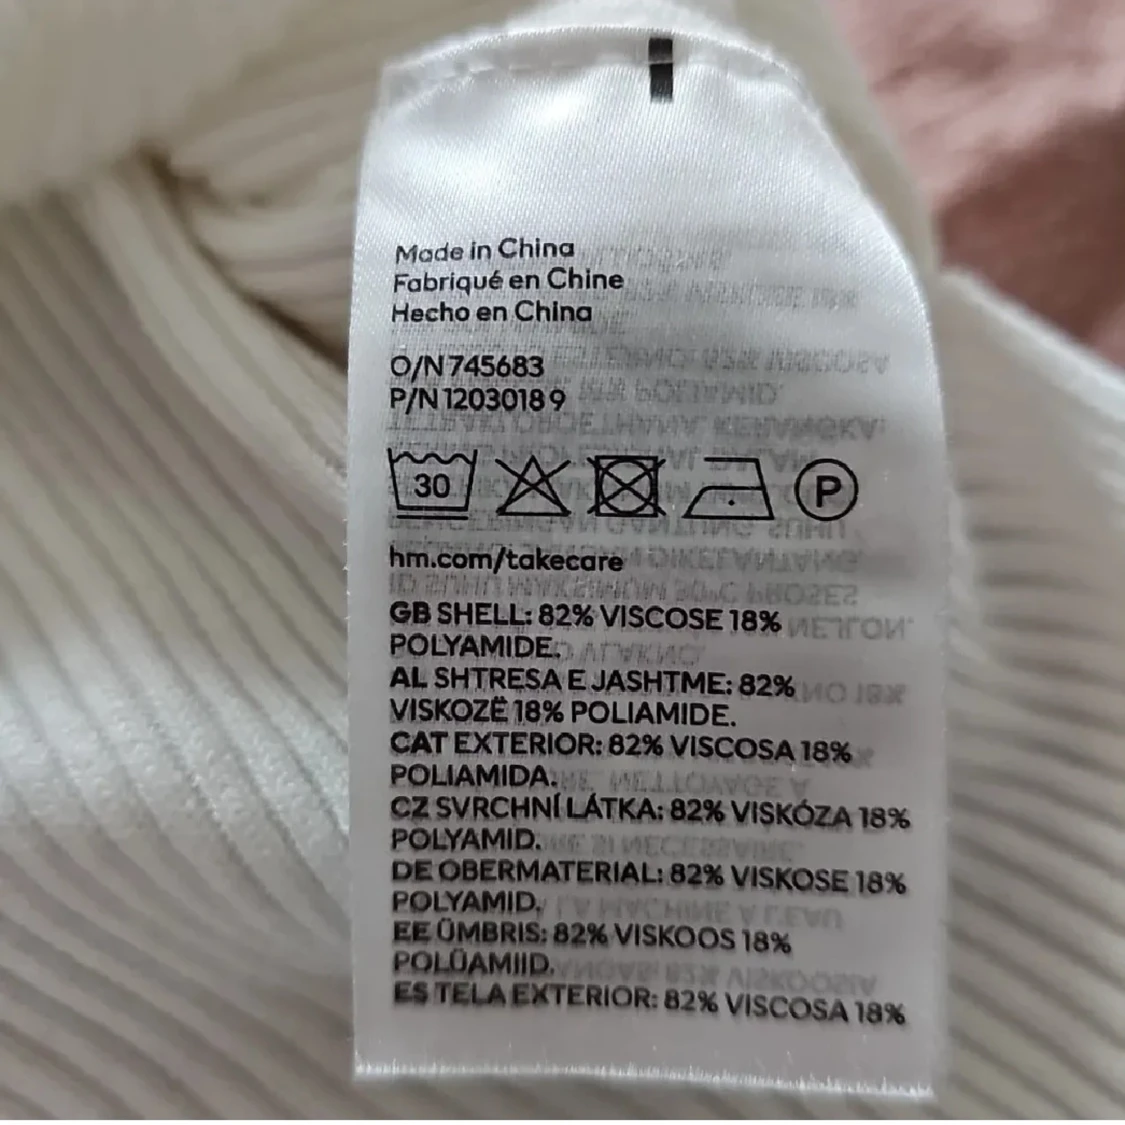 Made in China
Fabriqué en Chine
Hecho en China
O/N 745683
P/N 1203018 9
30 P
hm.com/takecare
GB SHELL: 82% VISCOSE 18%
POLYAMIDE.
AL SHTRESA E JASHTME: 82%
VISKOZË 18% POLIAMIDE.
CAT EXTERIOR: 82% VISCOSA 18%
POLIAMIDA.
CZ SVRCHNÍ LÁTKA: 82% VISKÓZA 18%
POLYAMID.
DE OBERMATERIAL: 82% VISKOSE 18%
POLYAMID.
EE ÜMBRIS: 82% VISKOOS 18%
POLÜAMIID.
ES TELA EXTERIOR: 82% VISCOSA 18%